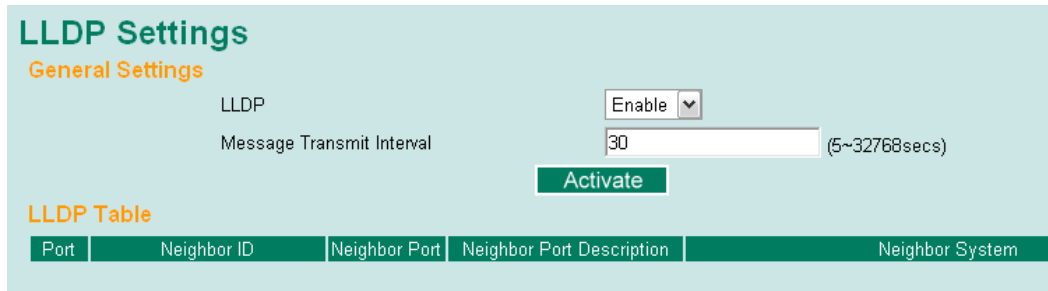 LLDP Settings
General Settings
LLDP Enable
Message Transmit Interval 30 (5~32768secs)
Activate
LLDP Table
Port Neighbor ID Neighbor Port Neighbor Port Description Neighbor System